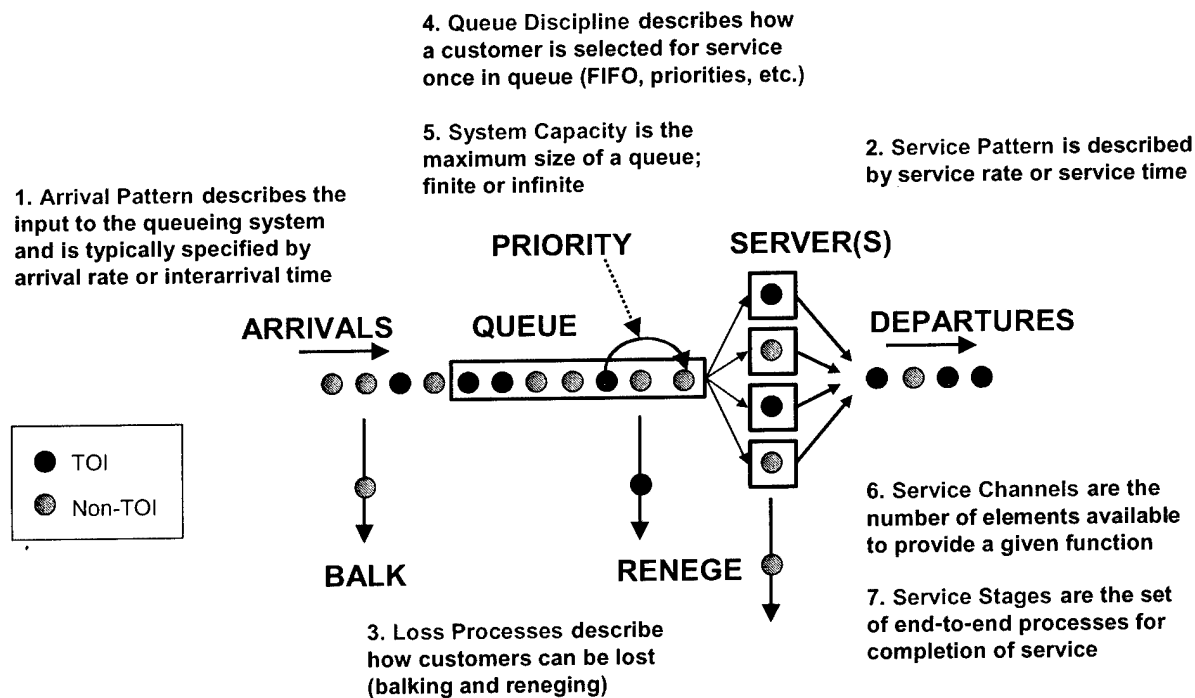 4. Queue Discipline describes how
a customer is selected for service
once in queue (FIFO, priorities, etc.)
5. System Capacity is the
maximum size of a queue;
finite or infinite
2. Service Pattern is described
by service rate or service time
1. Arrival Pattern describes the
input to the queueing system
and is typically specified by
arrival rate or interarrival time
PRIORITY
SERVER(S)
ARRIVALS
QUEUE
DEPARTURES
TOI
Non-TOI
BALK
RENEGE
6. Service Channels are the
number of elements available
to provide a given function
7. Service Stages are the set
of end-to-end processes for
completion of service
3. Loss Processes describe
how customers can be lost
(balking and reneging)